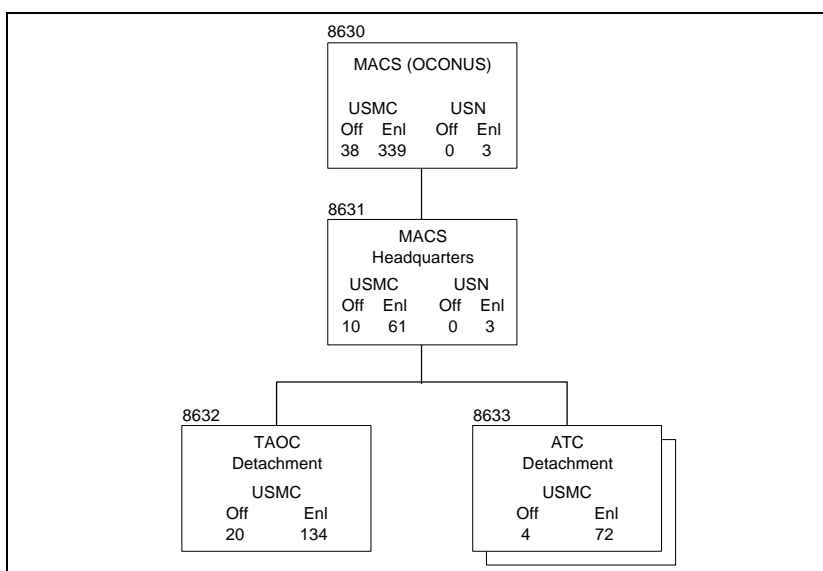 8630
MACS (OCONUS)
USMC USN
Off Enl Off Enl
38 339 0 3
8631
MACS
Headquarters
USMC USN
Off Enl Off Enl
10 61 0 3
8632
TAOC
Detachment
USMC
Off Enl
20 134
8633
ATC
Detachment
USMC
Off Enl
4 72